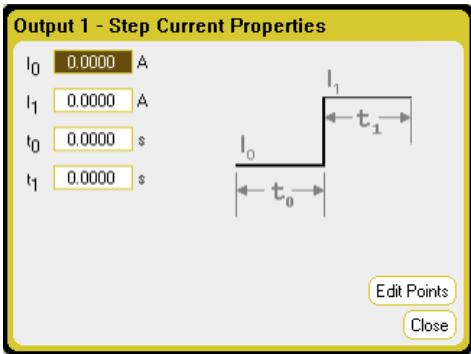 Output 1 - Step Current Properties
I0 0.0000 A
I1 0.0000 A
t0 0.0000 s
t1 0.0000 s
I1
t1
I0
t0
Edit Points
Close